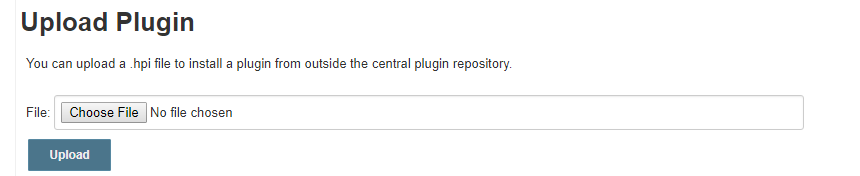 Upload Plugin
You can upload a .hpi file to install a plugin from outside the central plugin repository.
File: Choose File No file chosen
Upload